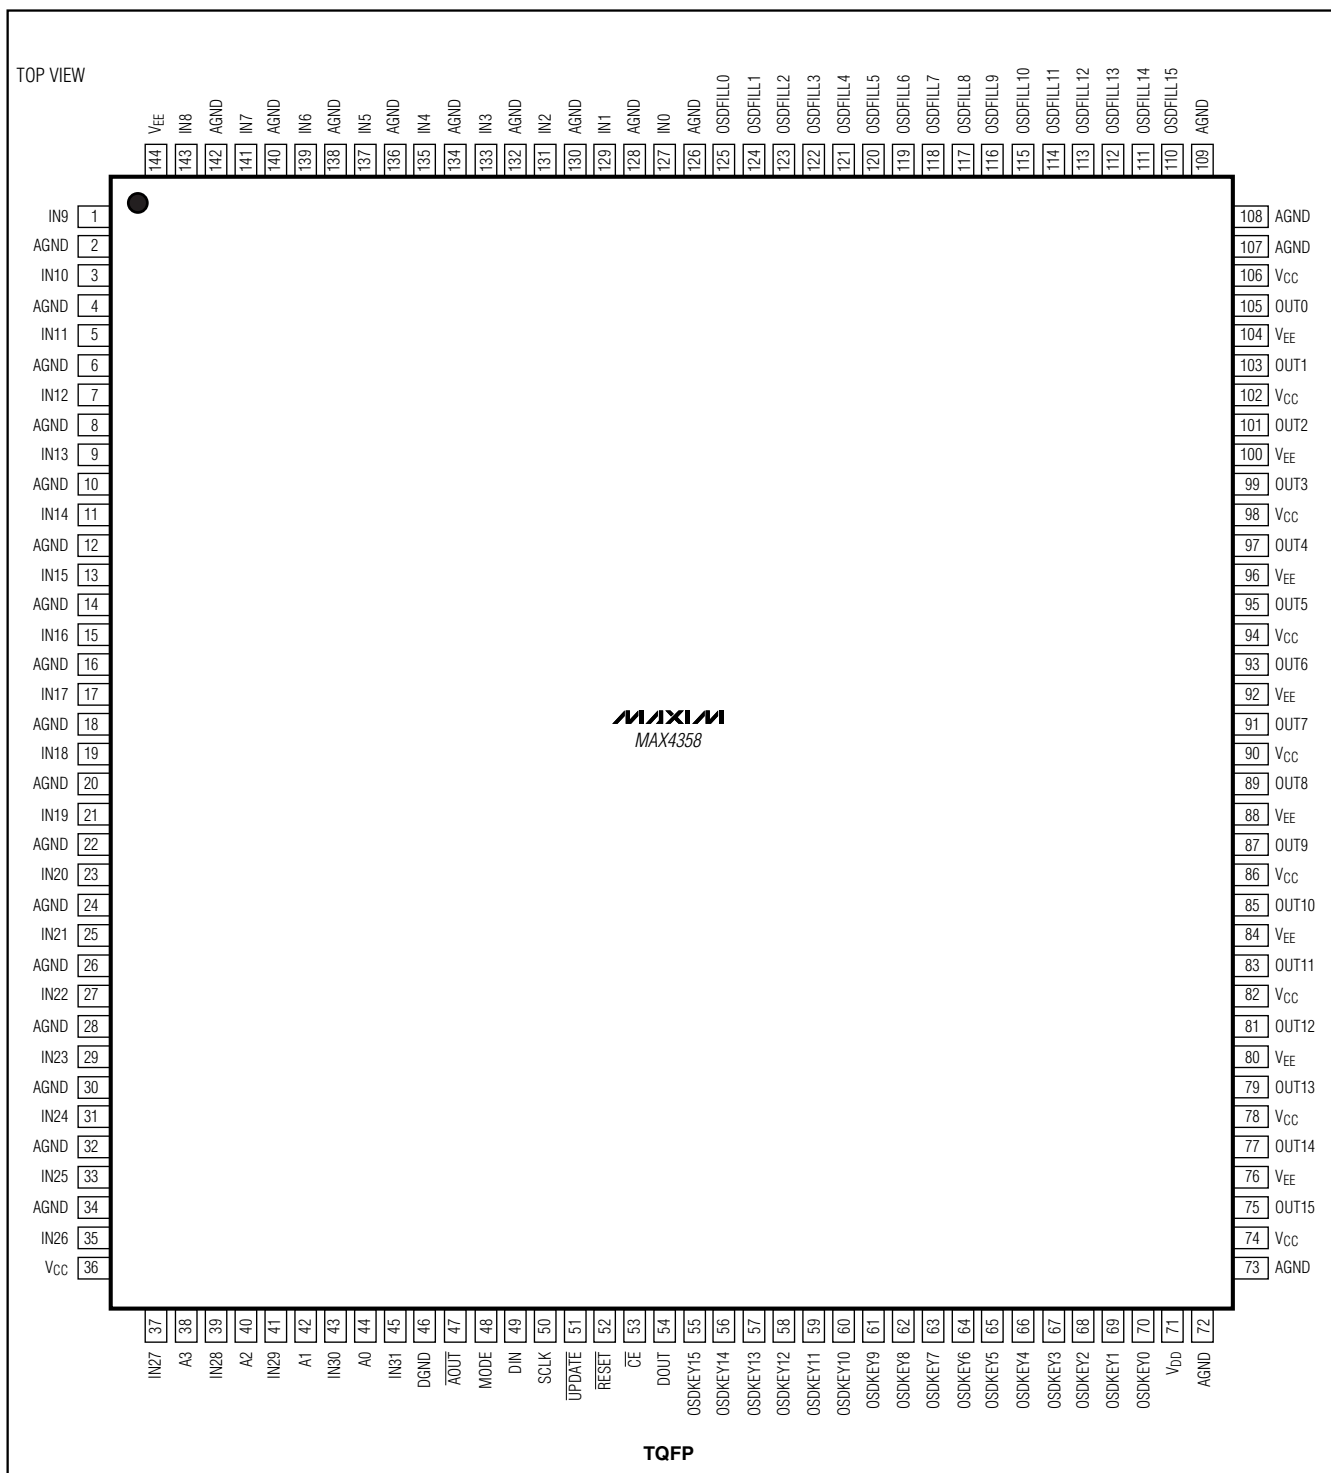 TOP VIEW
VEE IN8 AGND IN7 AGND IN6 AGND IN5 AGND IN4 AGND IN3 AGND IN2 AGND IN1 AGND IN0 AGND OSDFILL0 OSDFILL1 OSDFILL2 OSDFILL3 OSDFILL4 OSDFILL5 OSDFILL6 OSDFILL7 OSDFILL8 OSDFILL9 OSDFILL10 OSDFILL11 OSDFILL12 OSDFILL13 OSDFILL14 OSDFILL15 AGND
144 143 142 141 140 139 138 137 136 135 134 133 132 131 130 129 128 127 126 125 124 123 122 121 120 119 118 117 116 115 114 113 112 111 110 109
IN9 1 108 AGND
AGND 2 107 AGND
IN10 3 106 VCC
AGND 4 105 OUT0
IN11 5 104 VEE
AGND 6 103 OUT1
IN12 7 102 VCC
AGND 8 101 OUT2
IN13 9 100 VEE
AGND 10 99 OUT3
IN14 11 98 VCC
AGND 12 97 OUT4
IN15 13 96 VEE
AGND 14 95 OUT5
IN16 15 94 VCC
AGND 16 93 OUT6
IN17 17 92 VEE
MAXIM
AGND 18 91 OUT7
MAX4358
IN18 19 90 VCC
AGND 20 89 OUT8
IN19 21 88 VEE
AGND 22 87 OUT9
IN20 23 86 VCC
AGND 24 85 OUT10
IN21 25 84 VEE
AGND 26 83 OUT11
IN22 27 82 VCC
AGND 28 81 OUT12
IN23 29 80 VEE
AGND 30 79 OUT13
IN24 31 78 VCC
AGND 32 77 OUT14
IN25 33 76 VEE
AGND 34 75 OUT15
IN26 35 74 VCC
VCC 36 73 AGND
37 38 39 40 41 42 43 44 45 46 47 48 49 50 51 52 53 54 55 56 57 58 59 60 61 62 63 64 65 66 67 68 69 70 71 72
IN27 A3 IN28 A2 IN29 A1 IN30 A0 IN31 DGND AOUT MODE DIN SCLK UPDATE RESET CE DOUT OSDKEY15 OSDKEY14 OSDKEY13 OSDKEY12 OSDKEY11 OSDKEY10 OSDKEY9 OSDKEY8 OSDKEY7 OSDKEY6 OSDKEY5 OSDKEY4 OSDKEY3 OSDKEY2 OSDKEY1 OSDKEY0 VDD AGND
TQFP